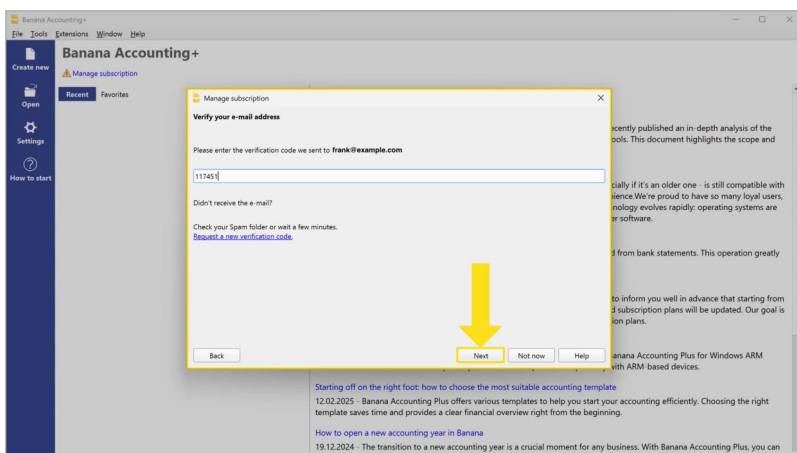 Banana Accounting+
File Tools Extensions Window Help
Create new
Open
Settings
How to start
Banana Accounting+
Manage subscription
Recent Favorites
Manage subscription
Verify your e-mail address
Please enter the verification code we sent to frank@example.com
117451
Didn't receive the e-mail?
Check your Spam folder or wait a few minutes.
Request a new verification code.
Back Next Not now Help
recently published an in-depth analysis of the
ools. This document highlights the scope and
cially if it's an older one - is still compatible with
ience.We're proud to have so many loyal users,
nology evolves rapidly: operating systems are
er software.
d from bank statements. This operation greatly
to inform you well in advance that starting from
d subscription plans will be updated. Our goal is
ion plans.
anana Accounting Plus for Windows ARM
with ARM-based devices.
Starting off on the right foot: how to choose the most suitable accounting template
12.02.2025 - Banana Accounting Plus offers various templates to help you start your accounting efficiently. Choosing the right
template saves time and provides a clear financial overview right from the beginning.
How to open a new accounting year in Banana
19.12.2024 - The transition to a new accounting year is a crucial moment for any business. With Banana Accounting Plus, you can